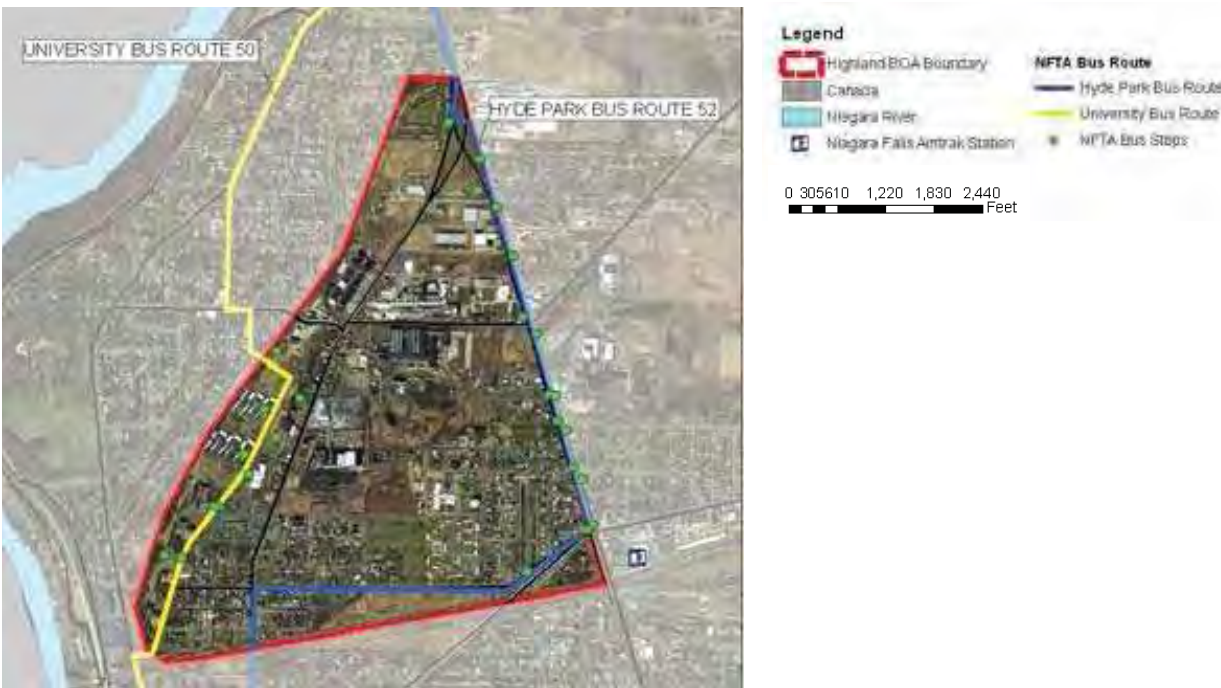 UNIVERSITY BUS ROUTE 50
HYDE PARK BUS ROUTE 52
Legend
Highland BOA Boundary
Canada
Niagara River
Niagara Falls Amtrak Station
NFTA Bus Route
Hyde Park Bus Route
University Bus Route
NFTA Bus Stops
0 305610 1,220 1,830 2,440
Feet